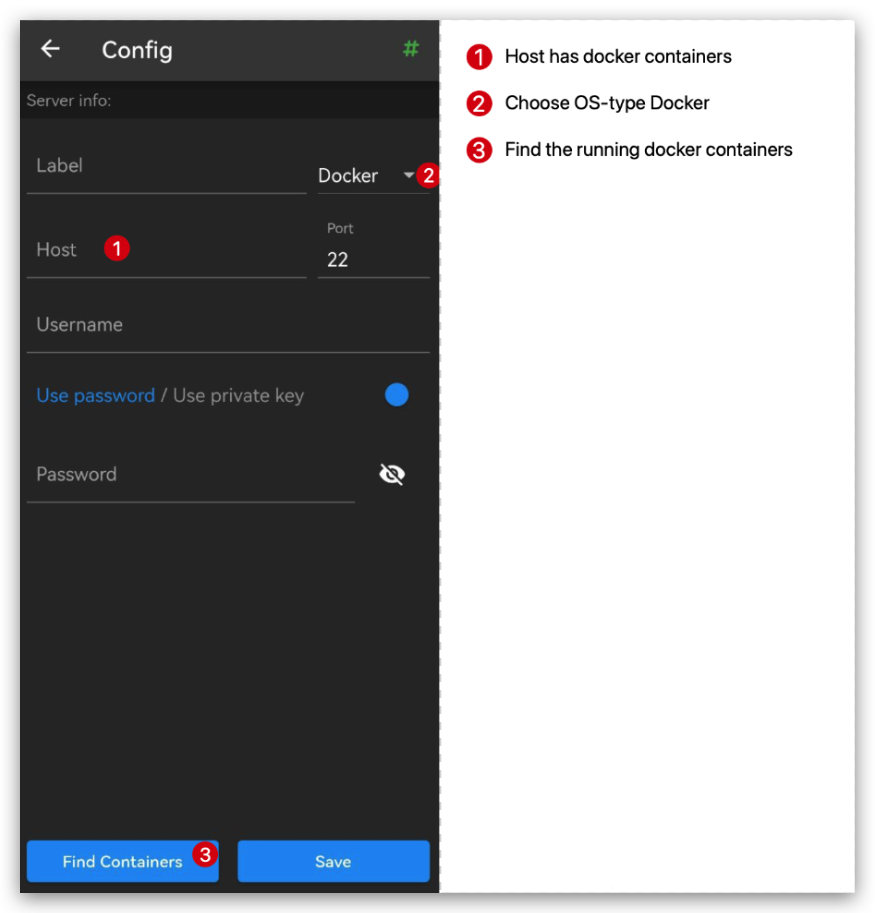 Config #
Server info:
Label
Docker 2
Host 1
Port
22
Username
Use password / Use private key
Password
Find Containers 3
Save
1 Host has docker containers
2 Choose OS-type Docker
3 Find the running docker containers